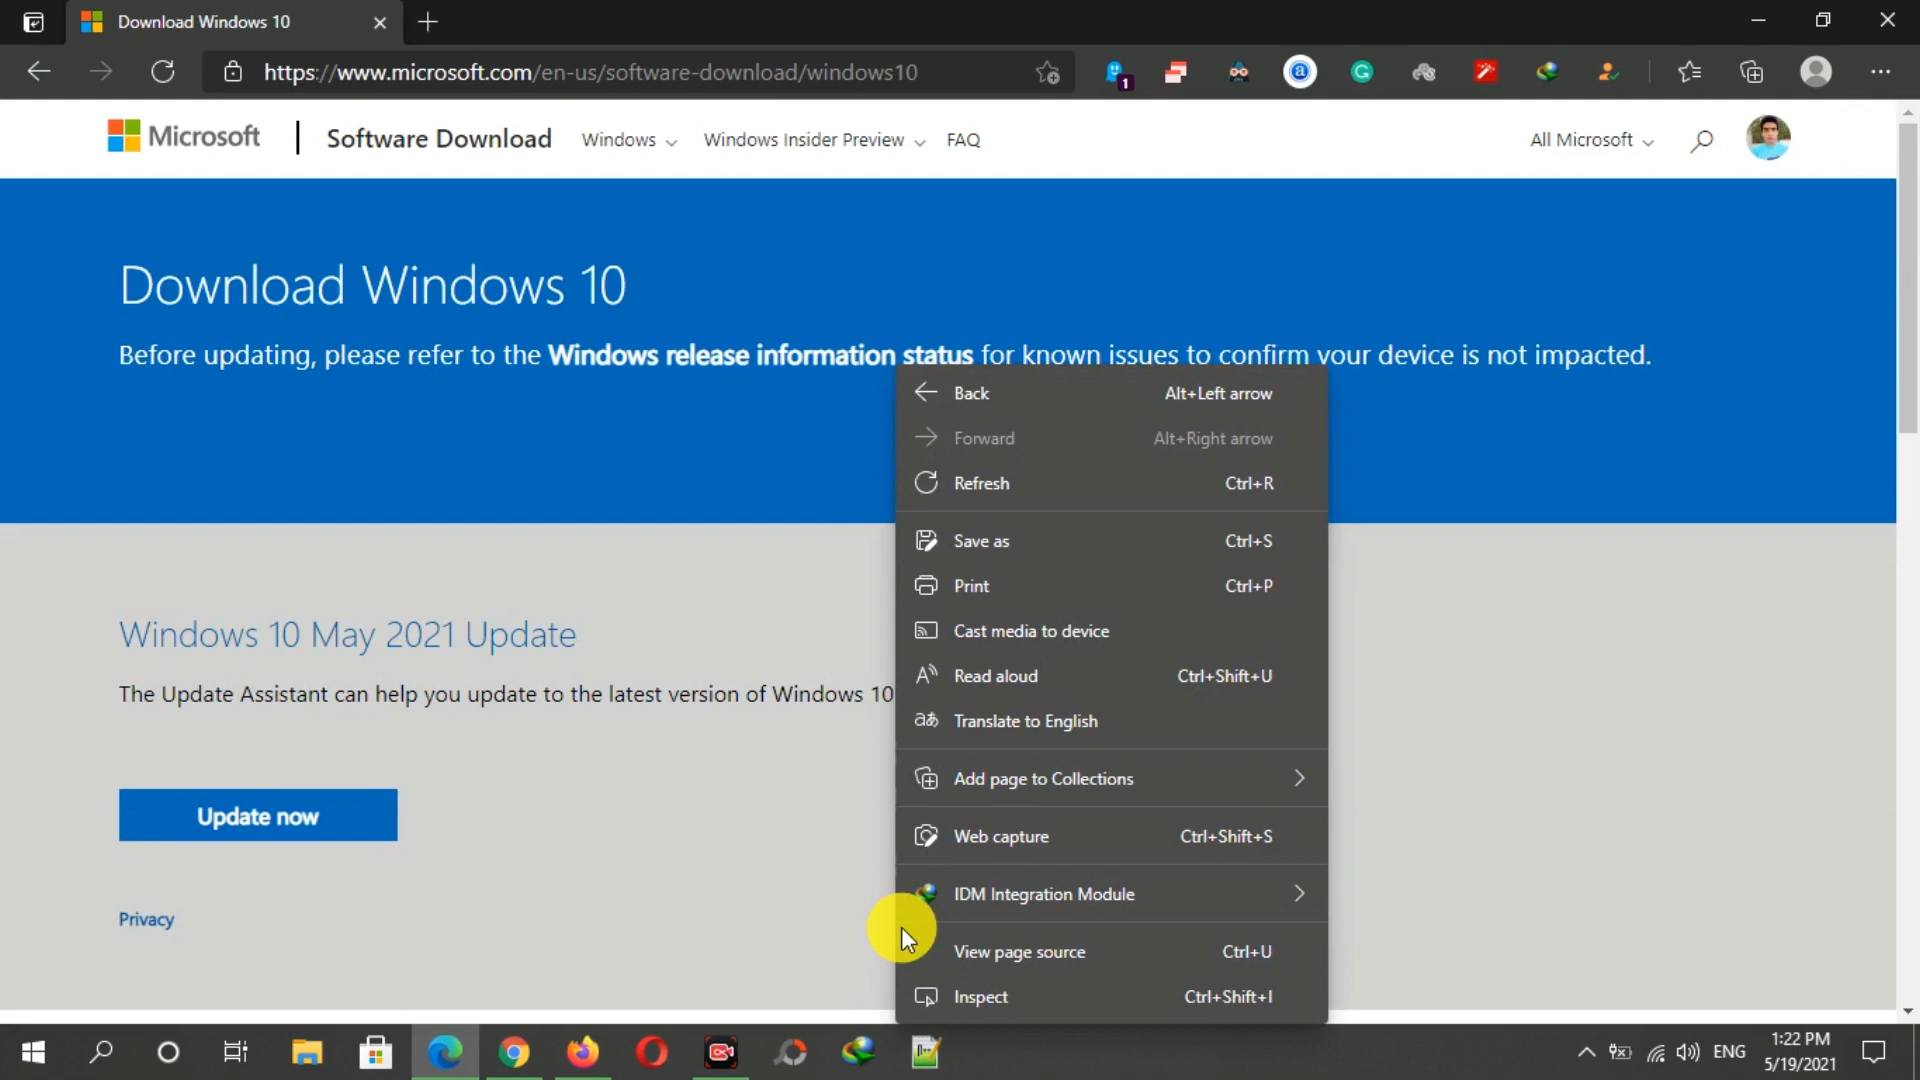 Download Windows 10
https://www.microsoft.com/en-us/software-download/windows10
1
Microsoft
Software Download
Windows
Windows Insider Preview
FAQ
All Microsoft
Download Windows 10
Before updating, please refer to the Windows release information status for known issues to confirm your device is not impacted.
Windows 10 May 2021 Update
The Update Assistant can help you update to the latest version of Windows 10
Update now
Privacy
Back Alt+Left arrow
Forward Alt+Right arrow
Refresh Ctrl+R
Save as Ctrl+S
Print Ctrl+P
Cast media to device
Read aloud Ctrl+Shift+U
Translate to English
Add page to Collections
Web capture Ctrl+Shift+S
IDM Integration Module
View page source Ctrl+U
Inspect Ctrl+Shift+I
ENG
1:22 PM
5/19/2021